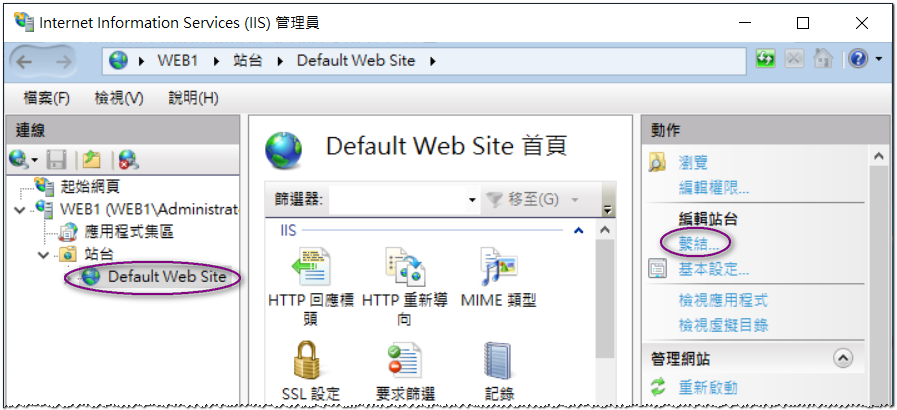 Internet Information Services (IIS) 管理員
WEB1 站台 Default Web Site
檔案(F) 檢視(V) 說明(H)
連線
起始網頁
WEB1 (WEB1\Administrat
應用程式集區
站台
Default Web Site
Default Web Site 首頁
篩選器: 移至(G)
IIS
HTTP 回應標頭
HTTP 重新導向
MIME 類型
SSL 設定
要求篩選
記錄
動作
瀏覽
編輯權限...
編輯站台
繫結...
基本設定...
檢視應用程式
檢視虛擬目錄
管理網站
重新啟動